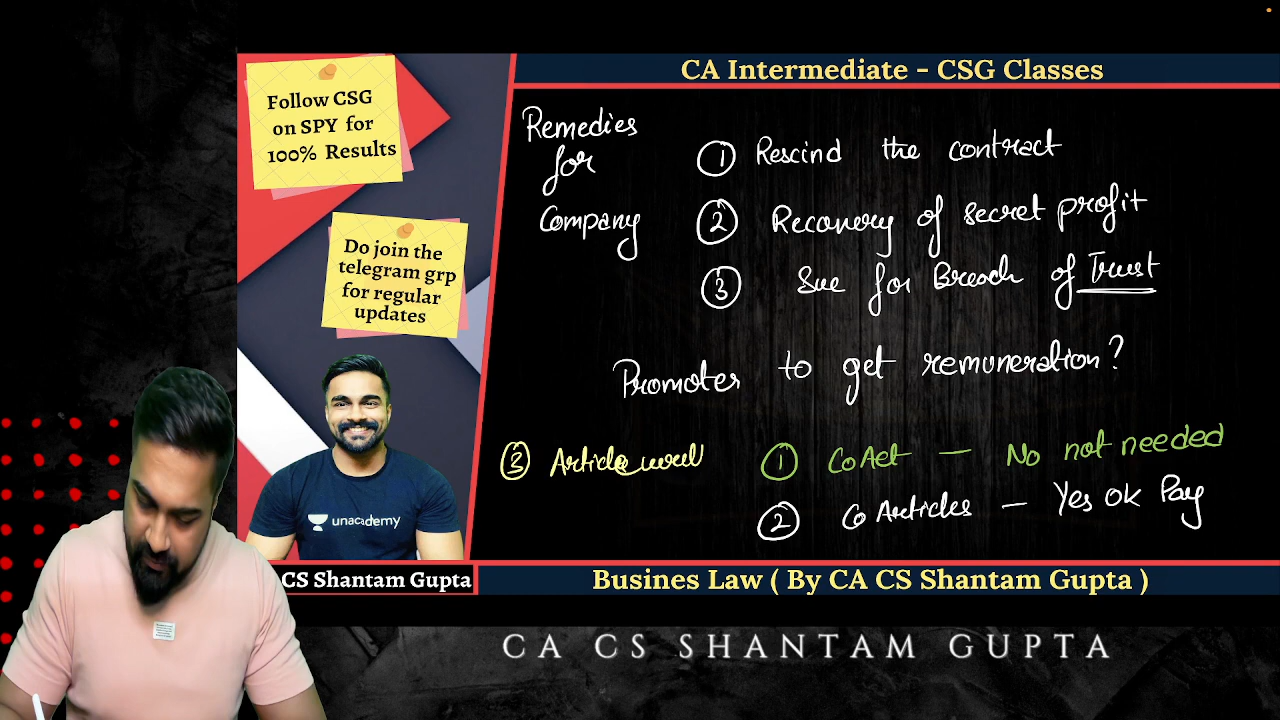 CA Intermediate - CSG Classes
Follow CSG
on SPY for
100% Results
Do join the
telegram grp
for regular
updates
unacademy
Remedies
for
Company
① Rescind the contract
② Recovery of secret profit
③ Sue for Breach of Trust
Promoter to get remuneration?
③ Article
① Co Act — No not needed
② Co Articles — Yes Ok Pay
CS Shantam Gupta
Busines Law ( By CA CS Shantam Gupta )
CA CS SHANTAM GUPTA